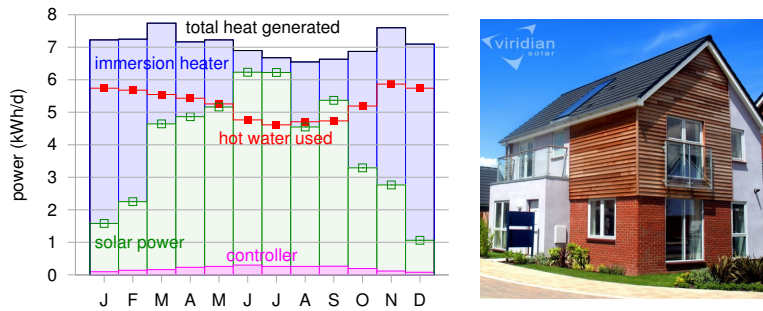 8
7
6
5
4
3
2
1
0
power (kWh/d)
total heat generated
immersion heater
hot water used
solar power
controller
J F M A M J J A S O N D
viridian
solar